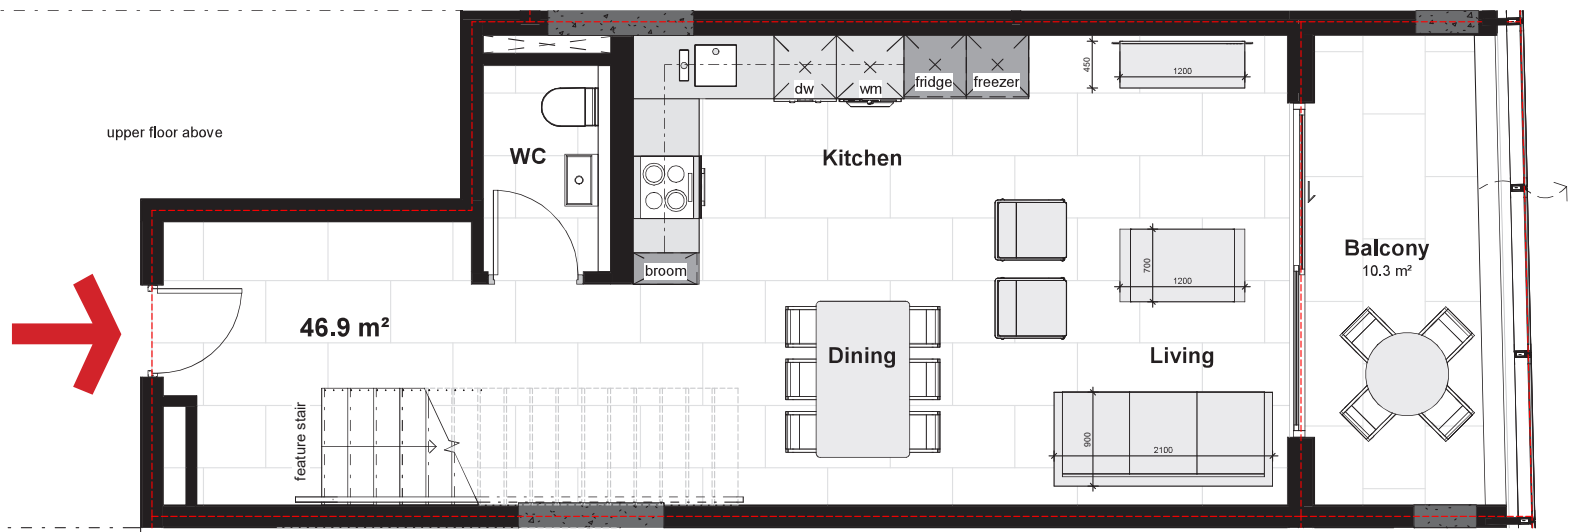 upper floor above
WC
dw
wm
fridge
freezer
450
1200
Kitchen
broom
Balcony
10.3 m²
700
1200
46.9 m²
Dining
Living
feature stair
900
2100